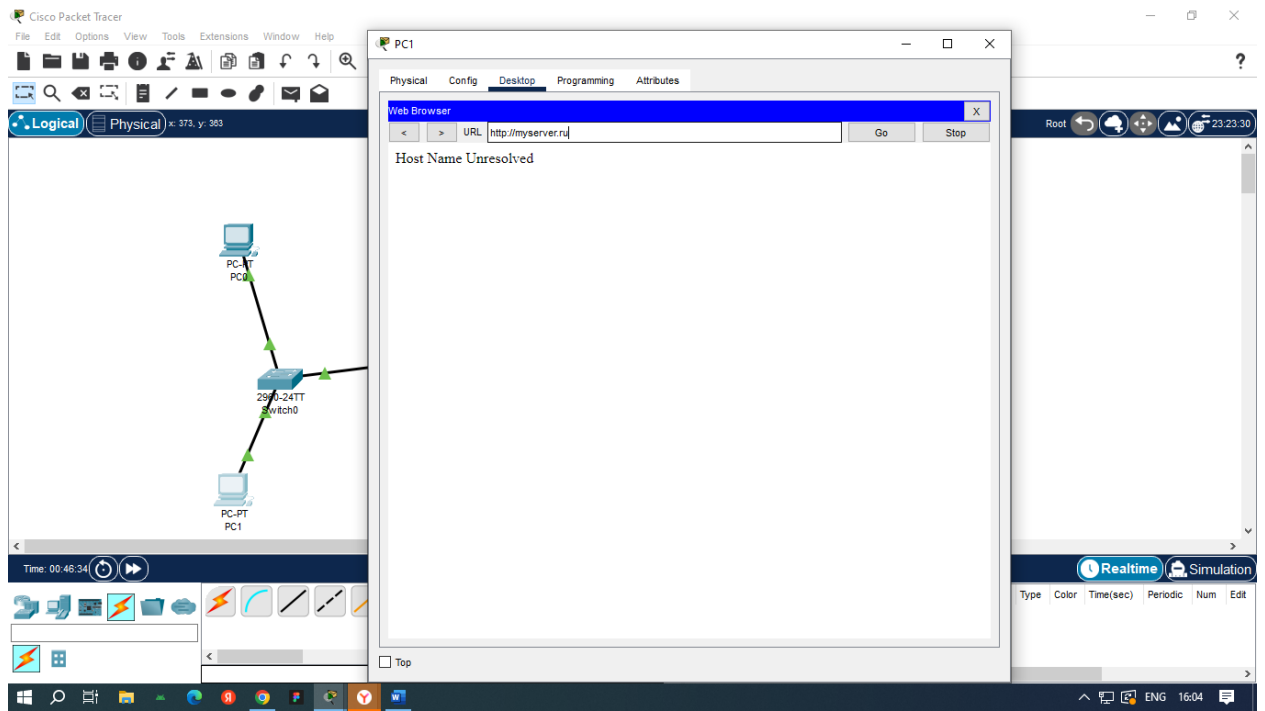 Cisco Packet Tracer
File Edit Options View Tools Extensions Window Help
PC1
?
Physical Config Desktop Programming Attributes
Web Browser
X
< > URL http://myserver.ru Go Stop
Host Name Unresolved
Logical Physical x: 373, y: 363
Root 23:23:30
PC-PT
PC0
2960-24TT
Switch0
PC-PT
PC1
Time: 00:46:34
Realtime Simulation
Type Color Time(sec) Periodic Num Edit
Top
ENG 16:04